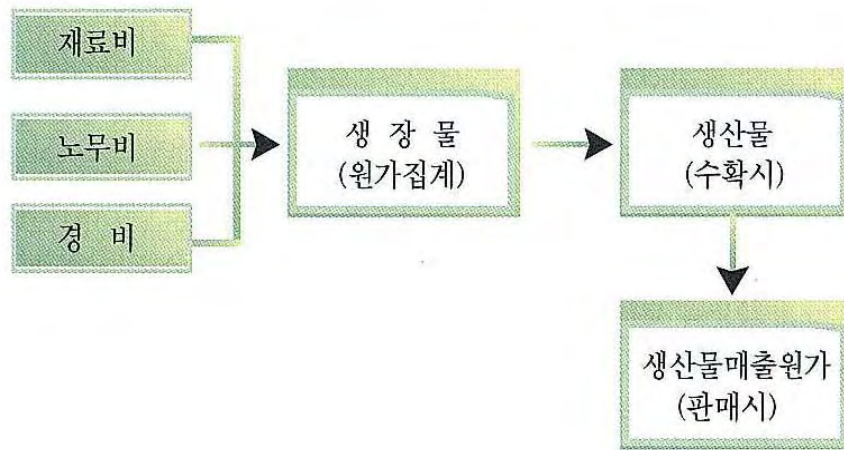 재료비
노무비
경 비
생 장 물
(원가집계)
생산물
(수확시)
생산물매출원가
(판매시)